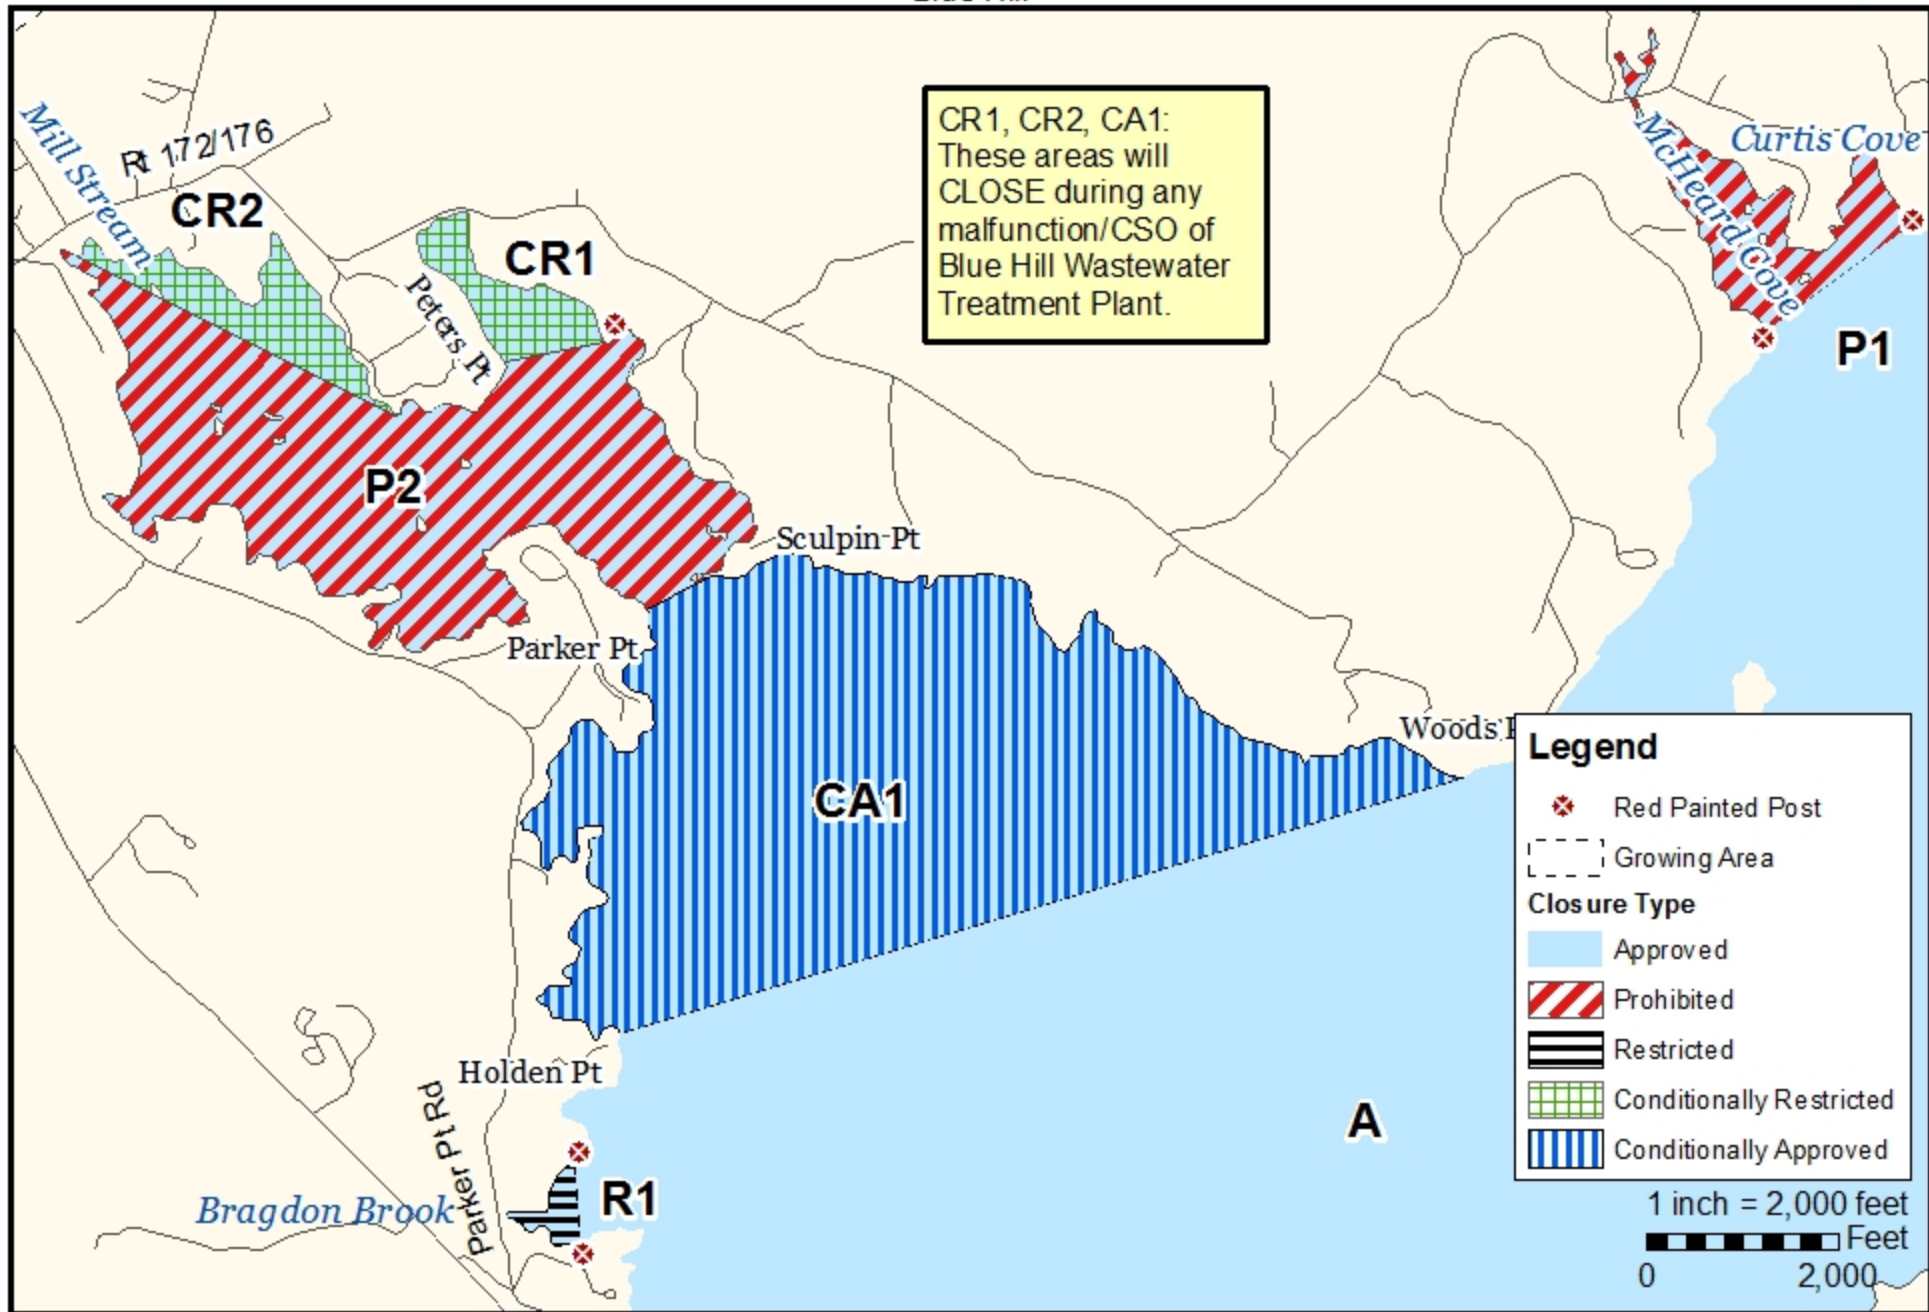 Mill Stream
Rt 172/176
CR2
CR1
Peters Pt
CR1, CR2, CA1:
These areas will
CLOSE during any
malfunction/CSO of
Blue Hill Wastewater
Treatment Plant.
McHeard Cove
Curtis Cove
P1
P2
Sculpin Pt
Parker Pt
Woods
CA1
Holden Pt
Parker Pt Rd
Bragdon Brook
R1
A
Legend
Red Painted Post
Growing Area
Closure Type
Approved
Prohibited
Restricted
Conditionally Restricted
Conditionally Approved
1 inch = 2,000 feet
Feet
0 2,000